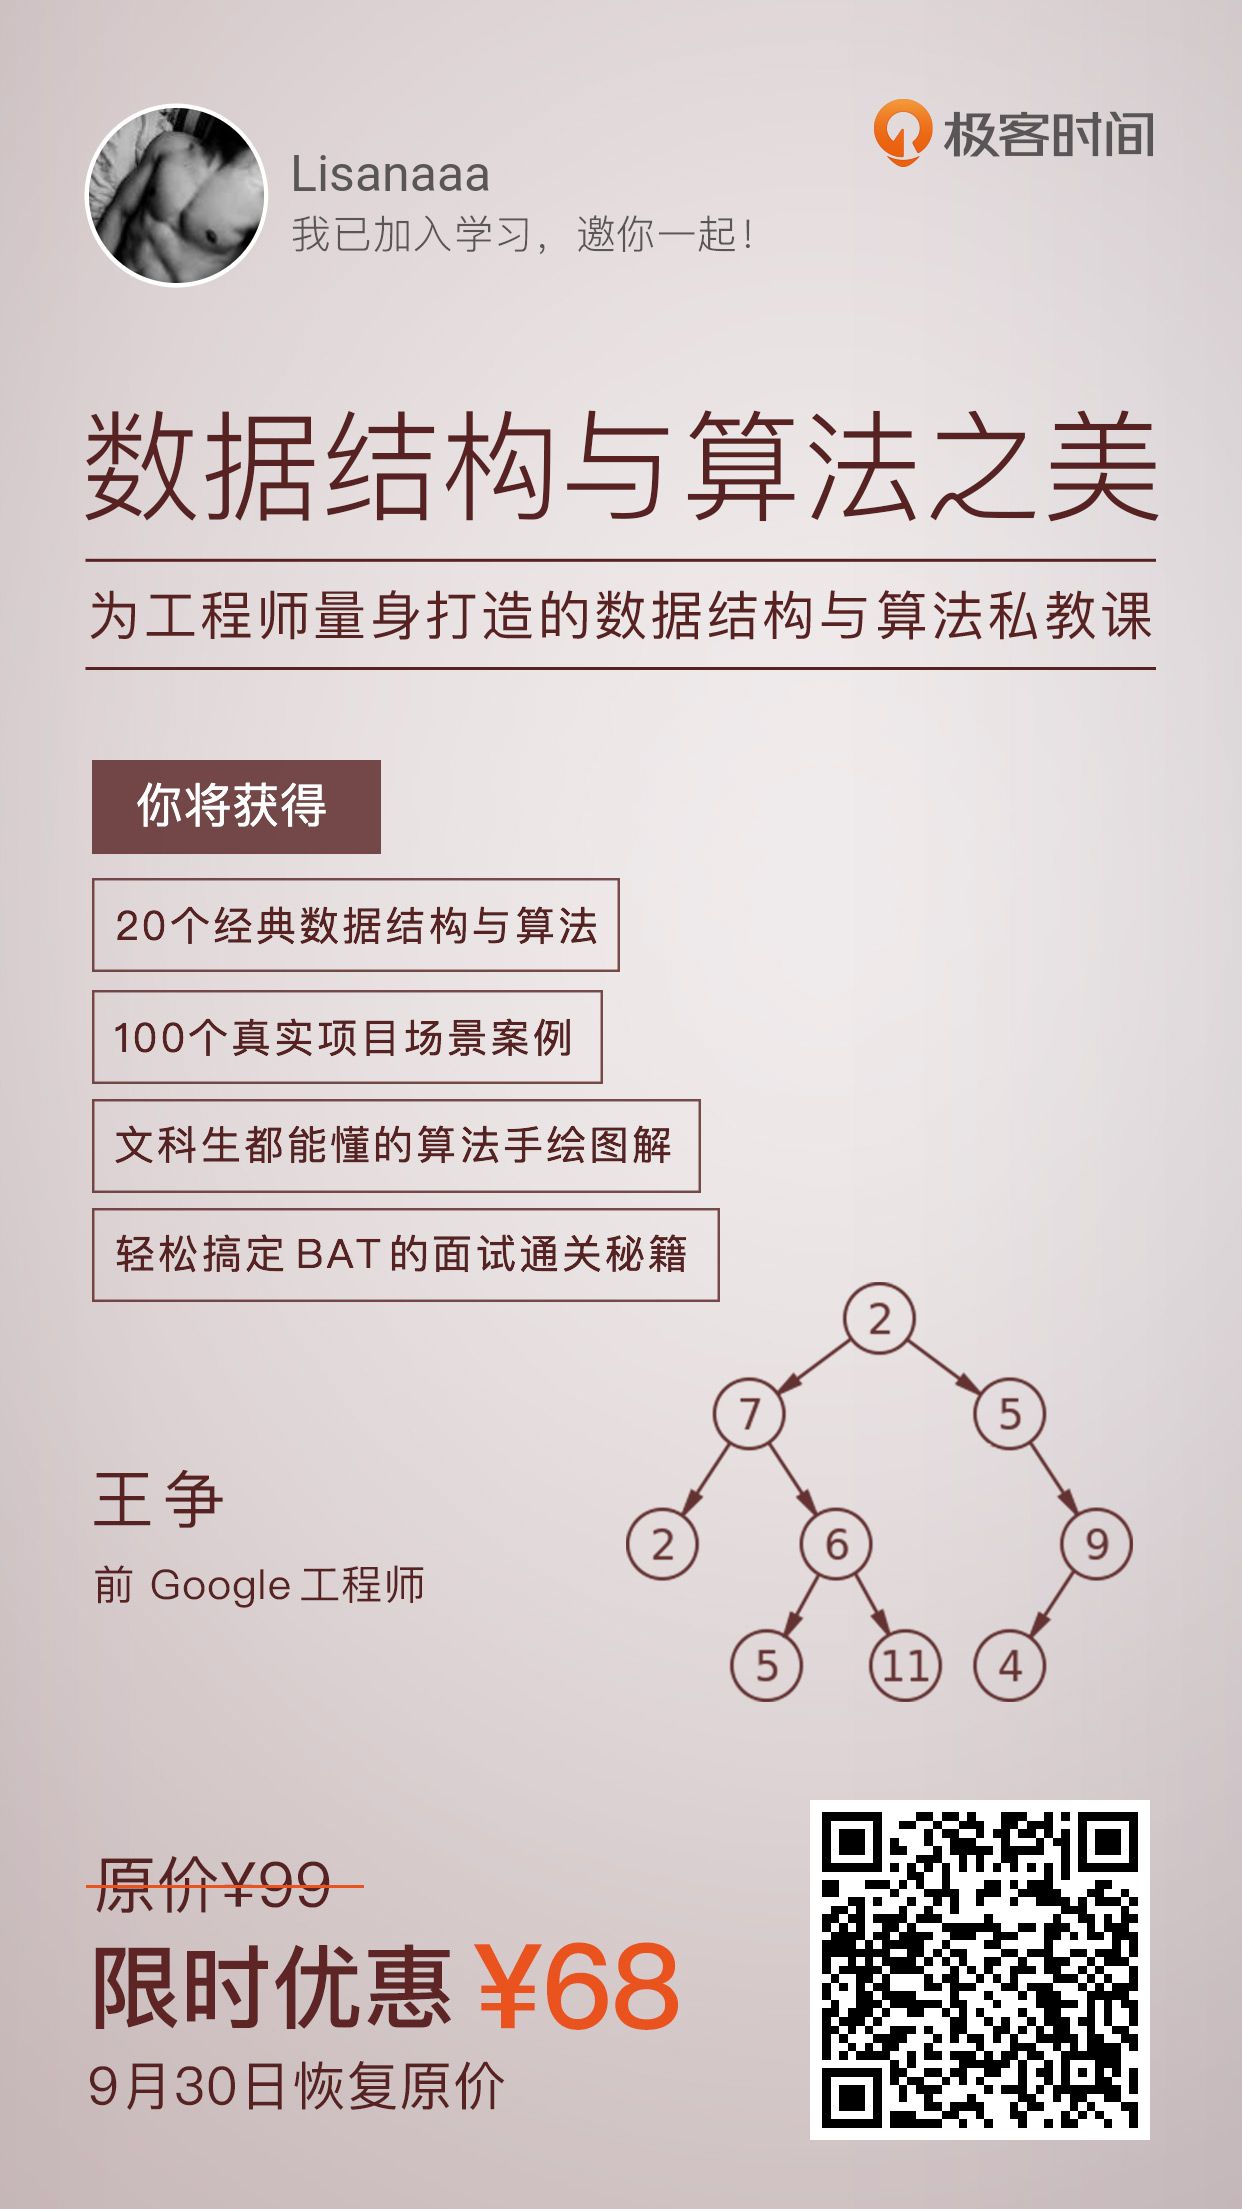 极客时间
Lisanaaa
我已加入学习，邀你一起！
数据结构与算法之美
为工程师量身打造的数据结构与算法私教课
你将获得
20个经典数据结构与算法
100个真实项目场景案例
文科生都能懂的算法手绘图解
轻松搞定BAT的面试通关秘籍
2
7 5
2 6 9
5 11 4
王争
前 Google 工程师
原价¥99
限时优惠 ¥68
9月30日恢复原价